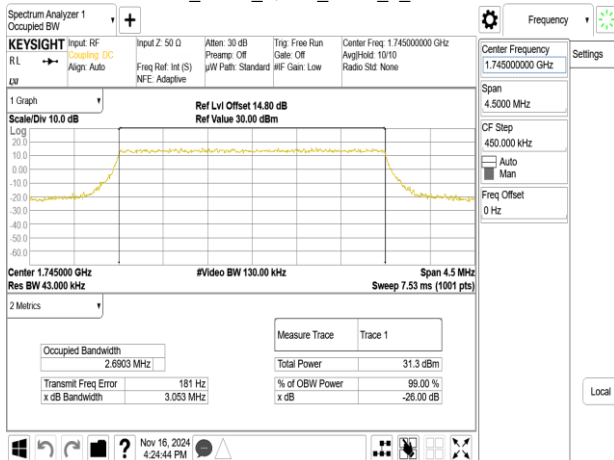 Spectrum Analyzer 1
Occupied BW
+
Frequency
KEYSIGHT
RL
LXI
Input: RF
Coupling: DC
Align: Auto
Input Z: 50 Ω
Freq Ref: Int (S)
NFE: Adaptive
Atten: 30 dB
Preamp: Off
µW Path: Standard
Trig: Free Run
Gate: Off
#IF Gain: Low
Center Freq: 1.745000000 GHz
Avg|Hold: 10/10
Radio Std: None
Center Frequency
1.745000000 GHz
Settings
Span
4.5000 MHz
CF Step
450.000 kHz
Auto
Man
Freq Offset
0 Hz
Local
1 Graph
Scale/Div 10.0 dB
Ref Lvl Offset 14.80 dB
Ref Value 30.00 dBm
Log
20.0
10.0
0.00
-10.0
-20.0
-30.0
-40.0
-50.0
-60.0
Center 1.745000 GHz
Res BW 43.000 kHz
#Video BW 130.00 kHz
Span 4.5 MHz
Sweep 7.53 ms (1001 pts)
2 Metrics
Occupied Bandwidth
2.6903 MHz
Transmit Freq Error 181 Hz
x dB Bandwidth 3.053 MHz
Measure Trace Trace 1
Total Power 31.3 dBm
% of OBW Power 99.00 %
x dB -26.00 dB
?
Nov 16, 2024
4:24:44 PM